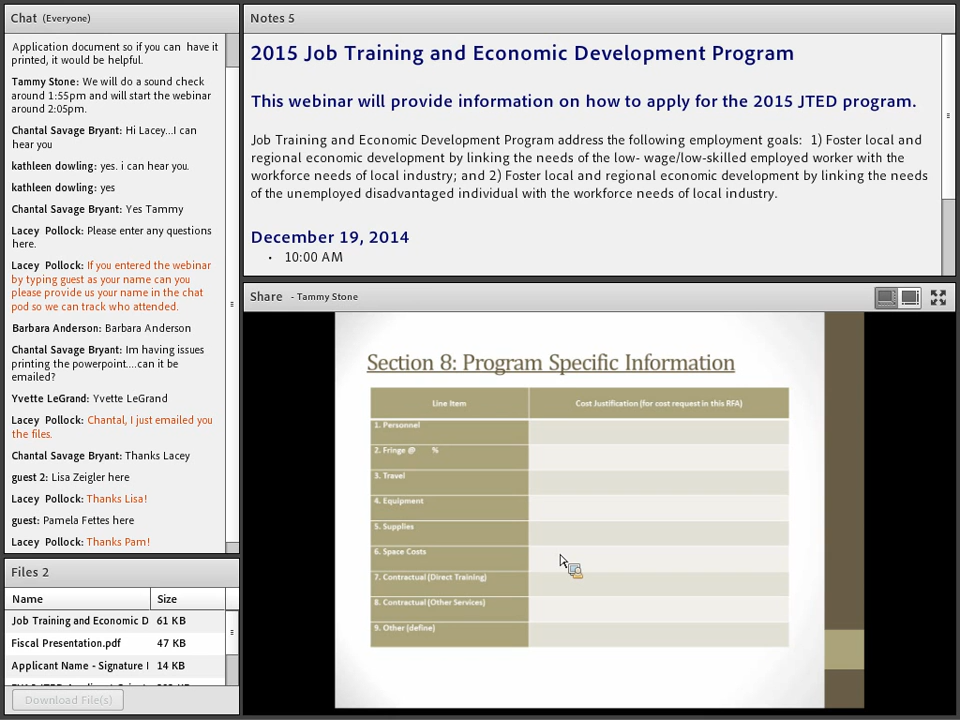 Chat (Everyone)
Application document so if you can have it
printed, it would be helpful.
Tammy Stone: We will do a sound check
around 1:55pm and will start the webinar
around 2:05pm.
Chantal Savage Bryant: Hi Lacey...I can
hear you
kathleen dowling: yes. i can hear you.
kathleen dowling: yes
Chantal Savage Bryant: Yes Tammy
Lacey Pollock: Please enter any questions
here.
Lacey Pollock: If you entered the webinar
by typing guest as your name can you
please provide us your name in the chat
pod so we can track who attended.
Barbara Anderson: Barbara Anderson
Chantal Savage Bryant: Im having issues
printing the powerpoint....can it be
emailed?
Yvette LeGrand: Yvette LeGrand
Lacey Pollock: Chantal, I just emailed you
the files.
Chantal Savage Bryant: Thanks Lacey
guest 2: Lisa Zeigler here
Lacey Pollock: Thanks Lisa!
guest: Pamela Fettes here
Lacey Pollock: Thanks Pam!
Files 2
Name Size
Job Training and Economic D 61 KB
Fiscal Presentation.pdf 47 KB
Applicant Name - Signature 14 KB
Download File(s)
Notes 5
2015 Job Training and Economic Development Program
This webinar will provide information on how to apply for the 2015 JTED program.
Job Training and Economic Development Program address the following employment goals: 1) Foster local and
regional economic development by linking the needs of the low- wage/low-skilled employed worker with the
workforce needs of local industry; and 2) Foster local and regional economic development by linking the needs
of the unemployed disadvantaged individual with the workforce needs of local industry.
December 19, 2014
• 10:00 AM
Share - Tammy Stone
Section 8: Program Specific Information
Line Item Cost Justification (for cost request in this RFA)
1. Personnel
2. Fringe @ %
3. Travel
4. Equipment
5. Supplies
6. Space Costs
7. Contractual (Direct Training)
8. Contractual (Other Services)
9. Other (define)